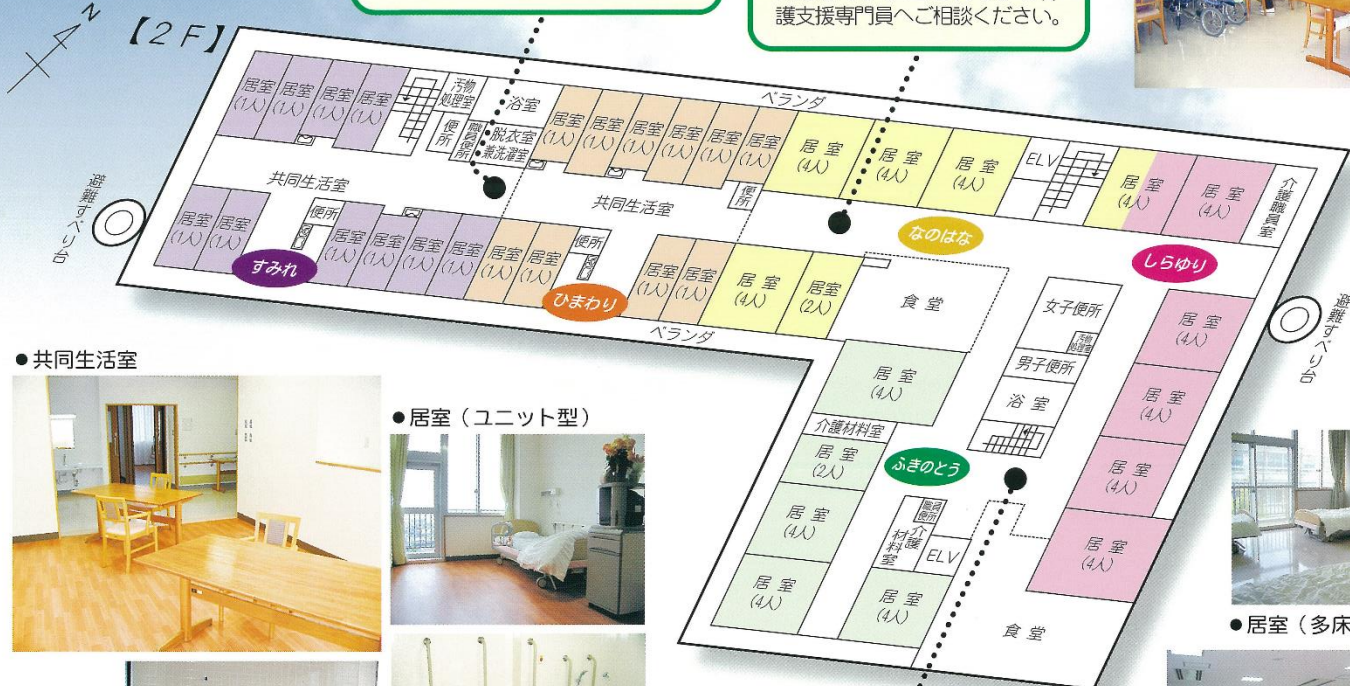 護支援専門員へご相談ください。
N
【2F】
ベランダ
居室(1人)
居室(1人)
居室(1人)
居室(1人)
汚物処理室
便所
職員便所
浴室
脱衣室兼洗濯室
居室(1人)
居室(1人)
居室(1人)
居室(1人)
居室(1人)
居室(1人)
便所
居室(4人)
居室(4人)
居室(4人)
ELV
居室(4人)
居室(4人)
介護職員室
避難すべり台
共同生活室
共同生活室
なのはな
しらゆり
居室(1人)
居室(1人)
すみれ
便所
居室(1人)
居室(1人)
居室(1人)
居室(1人)
居室(1人)
居室(1人)
便所
ひまわり
居室(1人)
居室(1人)
居室(4人)
居室(2人)
食堂
ベランダ
女子便所
汚物処理室
男子便所
浴室
居室(4人)
居室(4人)
居室(4人)
居室(4人)
避難すべり台
居室(4人)
介護材料室
居室(2人)
居室(4人)
居室(4人)
ふきのとう
職員便所
介護材料室
ELV
居室(4人)
食堂
●共同生活室
●居室（ユニット型）
●居室（多床